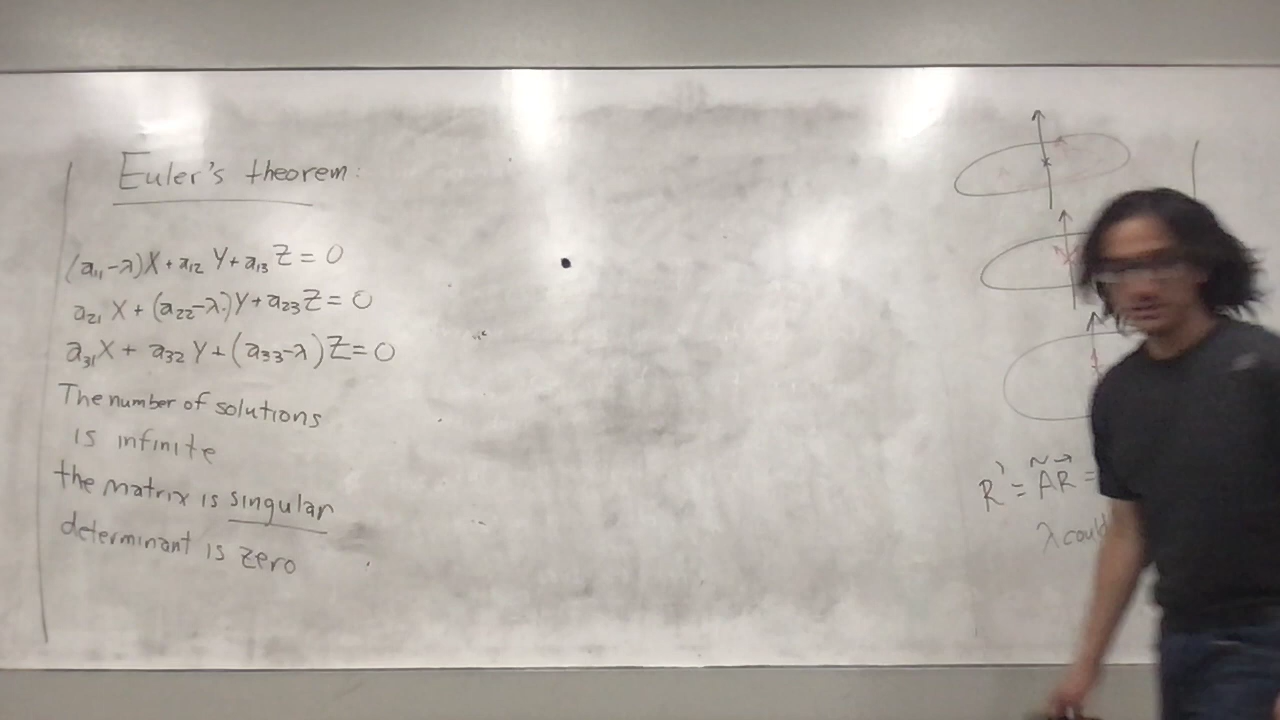 Euler's theorem:
(a₁₁-λ)X + a₁₂ Y + a₁₃ Z = 0
a₂₁ X + (a₂₂-λ)Y + a₂₃ Z = 0
a₃₁X + a₃₂ Y + (a₃₃-λ)Z = 0
The number of solutions
is infinite
the matrix is singular
determinant is zero
R' = ÃR⃗ =
λ could